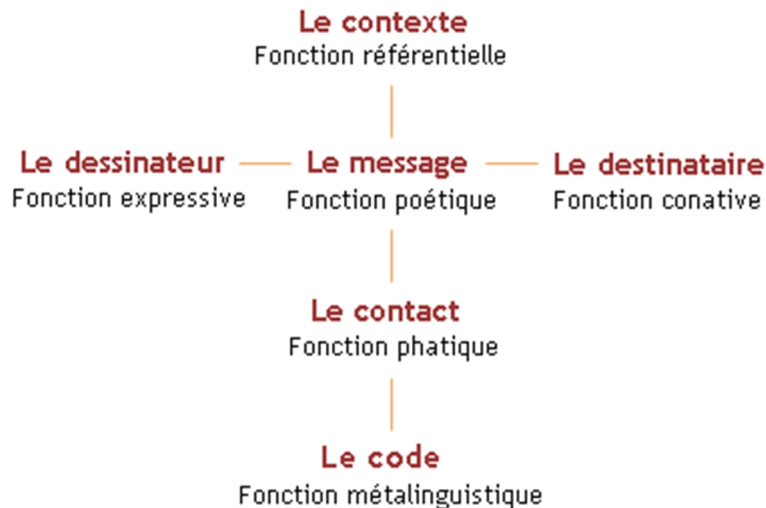 Le contexte
Fonction référentielle
Le dessinateur
Le message
Le destinataire
Fonction expressive
Fonction poétique
Fonction conative
Le contact
Fonction phatique
Le code
Fonction métalinguistique